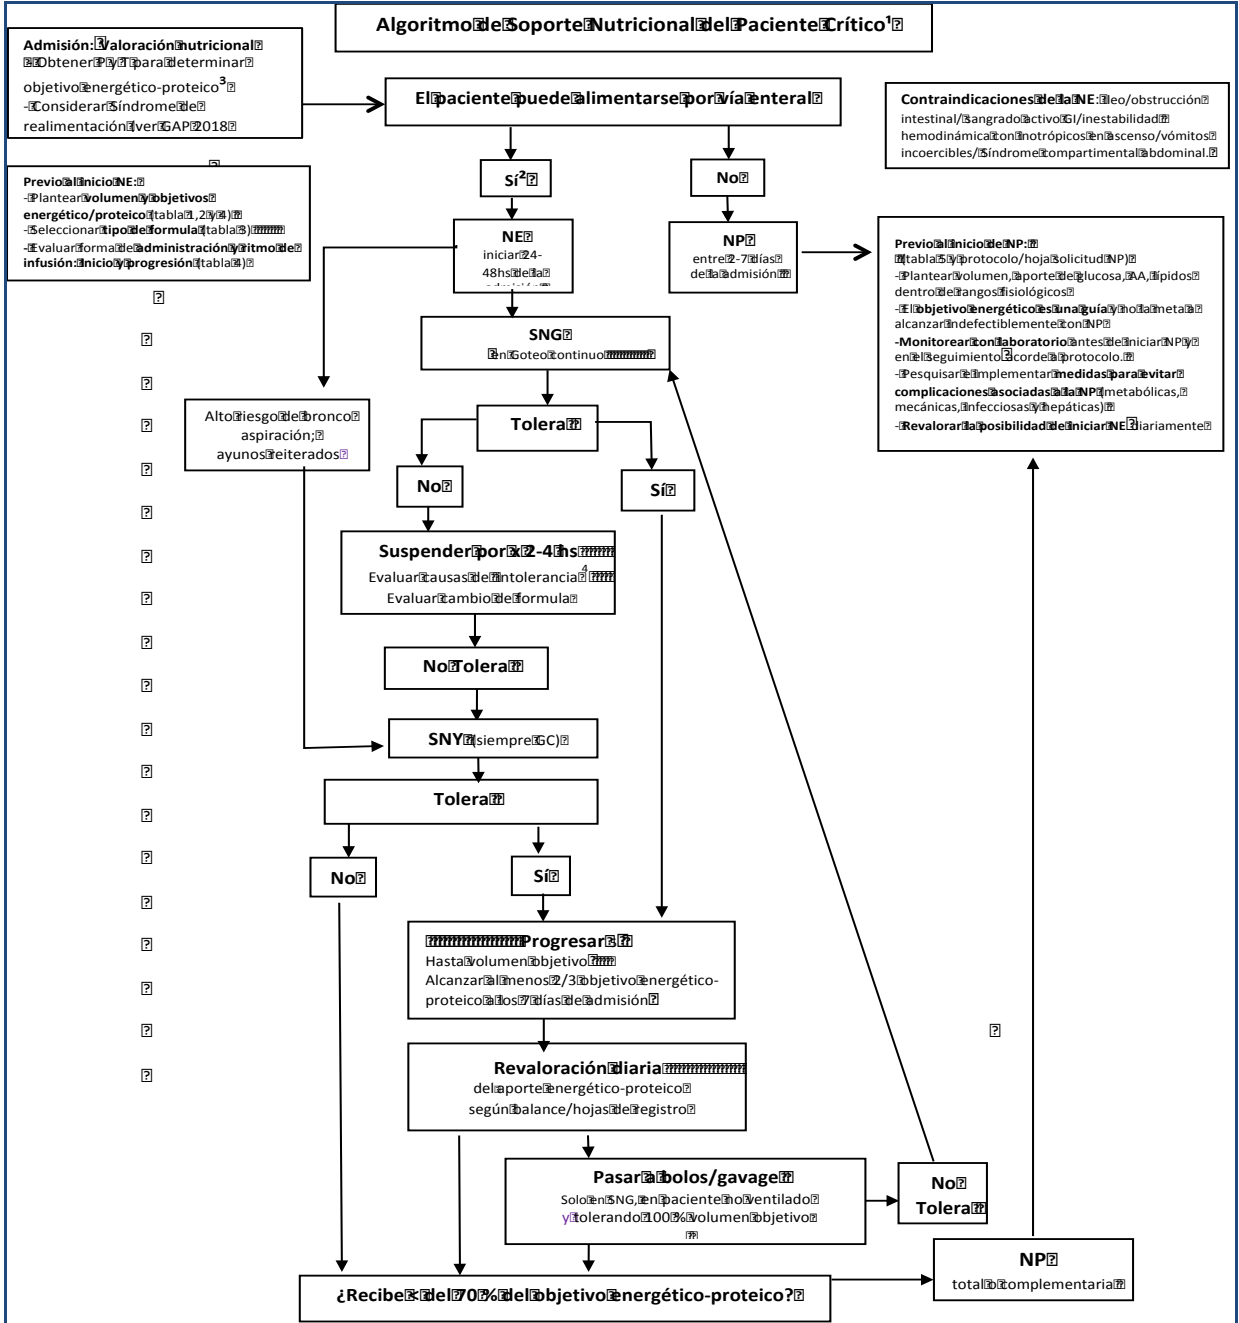 Algoritmo de Soporte Nutricional del Paciente Crítico¹
Admisión: Valoración nutricional
- Obtener P y T para determinar
objetivo energético-proteico³
- Considerar Síndrome de
realimentación (ver GAP 2018
El paciente puede alimentarse por vía enteral
Contraindicaciones de la NE: íleo/obstrucción
intestinal/ sangrado activo GI/inestabilidad
hemodinámica con inotrópicos en ascenso/vómitos
incoercibles/ Síndrome compartimental abdominal.
Sí²
No
Previo al inicio NE:
- Plantear volumen y objetivos
energético/proteico (tabla 1,2 y 4)
- Seleccionar tipo de formula (tabla 3)
- Evaluar forma de administración y ritmo de
infusión: Inicio y progresión (tabla 4)
NE
iniciar 24-
48hs de la
admisión
NP
entre 2-7 días
de la admisión
Previo al inicio de NP:
(tabla 5 y protocolo/hoja solicitud NP)
- Plantear volumen, aporte de glucosa, AA, lípidos
dentro de rangos fisiológicos
- El objetivo energético es una guía y no la meta a
alcanzar indefectiblemente con NP
-Monitorear con laboratorio antes de iniciar NP y
en el seguimiento acorde a protocolo.
- Pesquisar e implementar medidas para evitar
complicaciones asociadas a la NP (metabólicas,
mecánicas, infecciosas y hepáticas)
- Revalorar la posibilidad de iniciar NE diariamente
SNG
en Goteo continuo
Alto riesgo de bronco
aspiración;
ayunos reiterados
Tolera
No
Sí
Suspender por x 2-4 hs
Evaluar causas de intolerancia⁴
Evaluar cambio de formula
No Tolera
SNY (siempre GC)
Tolera
No
Sí
Progresar
Hasta volumen objetivo
Alcanzar al menos 2/3 objetivo energético-
proteico a los 7 días de admisión
Revaloración diaria
del aporte energético-proteico
según balance/hojas de registro
Pasar a bolos/gavage
Solo en SNG, en paciente no ventilado
y tolerando 100 % volumen objetivo
No
Tolera
NP
total o complementaria
¿Recibe < del 70 % del objetivo energético-proteico?